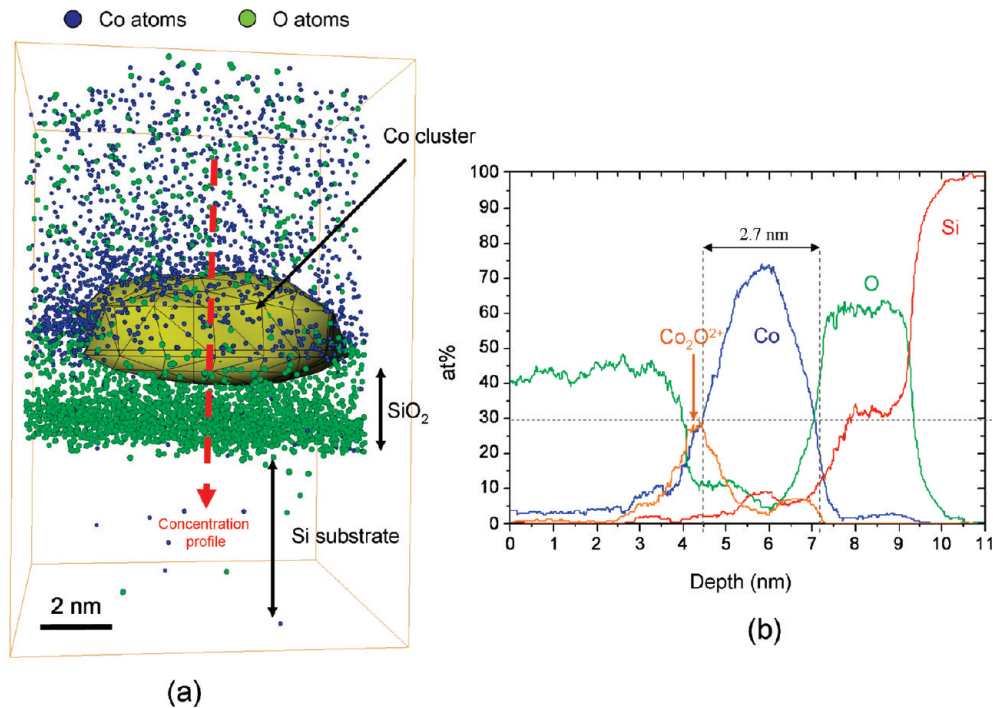 Co atoms
O atoms
Co cluster
SiO2
Concentration
profile
Si substrate
2 nm
(a)
100
90
80
70
60
50
40
30
20
10
0
at%
2.7 nm
Si
O
Co
Co2O2+
0 1 2 3 4 5 6 7 8 9 10 11
Depth (nm)
(b)